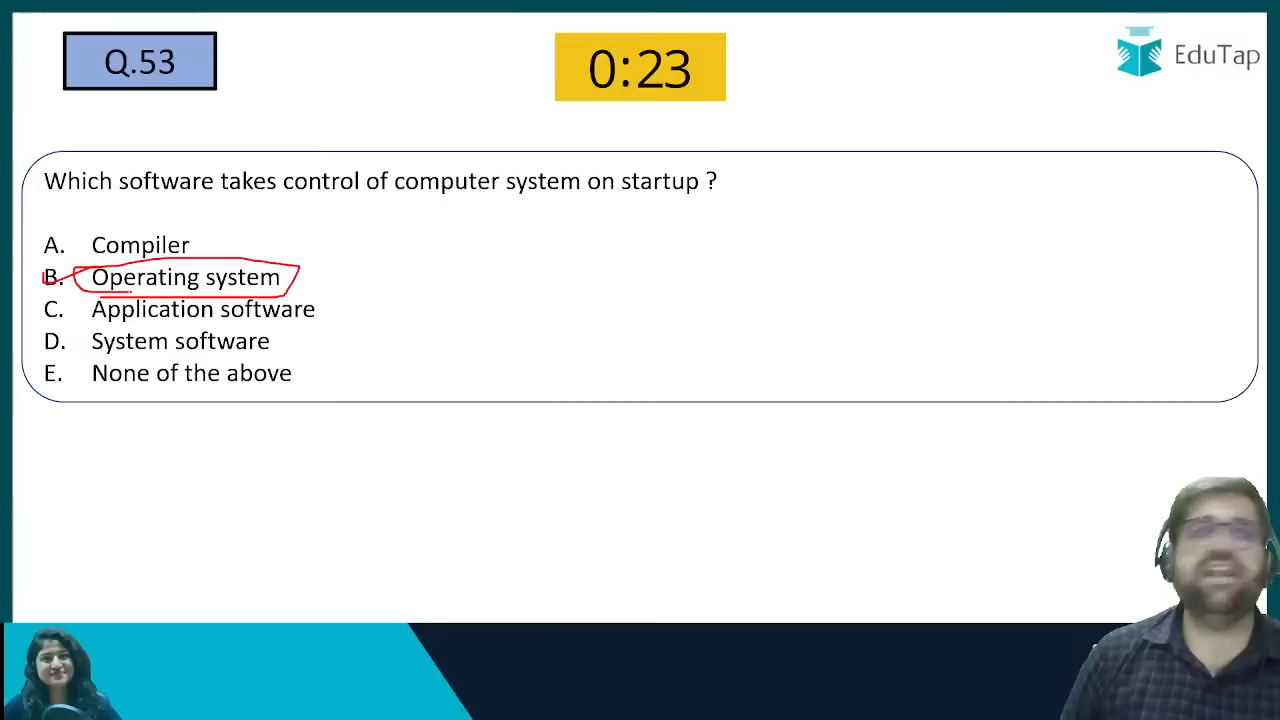 Q.53
0:23
EduTap
Which software takes control of computer system on startup ?
A. Compiler
B. Operating system
C. Application software
D. System software
E. None of the above